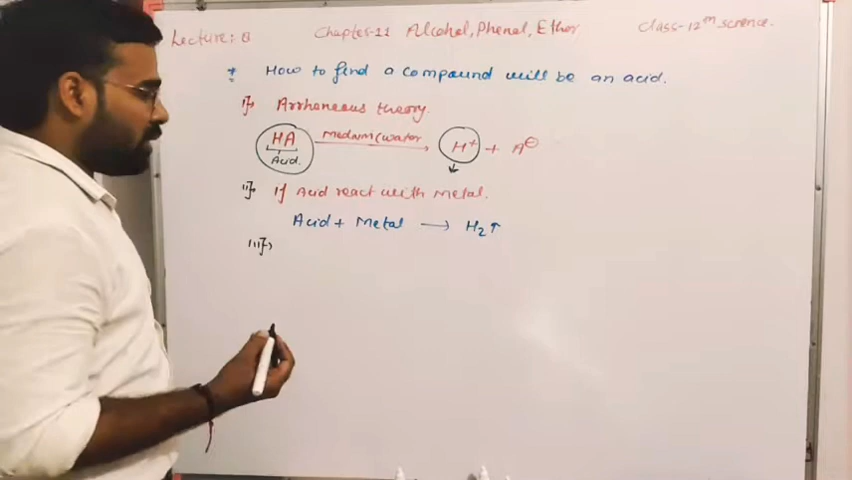 Lecture: 8 Chapter-11 Alcohol, Phenol, Ether Class-12th science.
* How to find a compound will be an acid.
i) Arrhaneous theory.
HA Medium (water H+ + A⊖
Acid.
ii) If Acid react with Metal.
Acid + Metal → H2↑
iii)